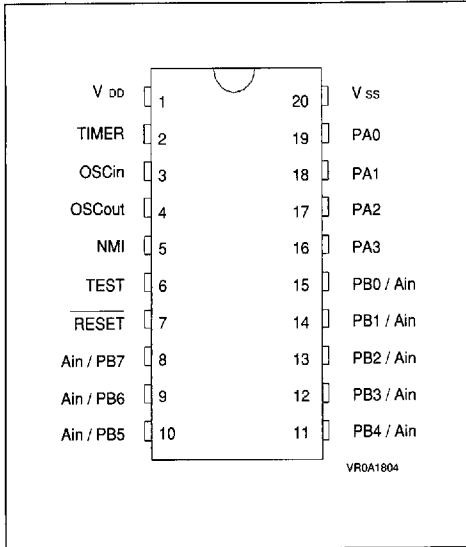 V DD 1 20 V SS
TIMER 2 19 PA0
OSCin 3 18 PA1
OSCout 4 17 PA2
NMI 5 16 PA3
TEST 6 15 PB0 / Ain
RESET 7 14 PB1 / Ain
Ain / PB7 8 13 PB2 / Ain
Ain / PB6 9 12 PB3 / Ain
Ain / PB5 10 11 PB4 / Ain
VR0A1804